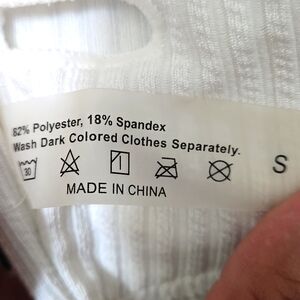 82% Polyester, 18% Spandex
Wash Dark Colored Clothes Separately.
30
S
MADE IN CHINA